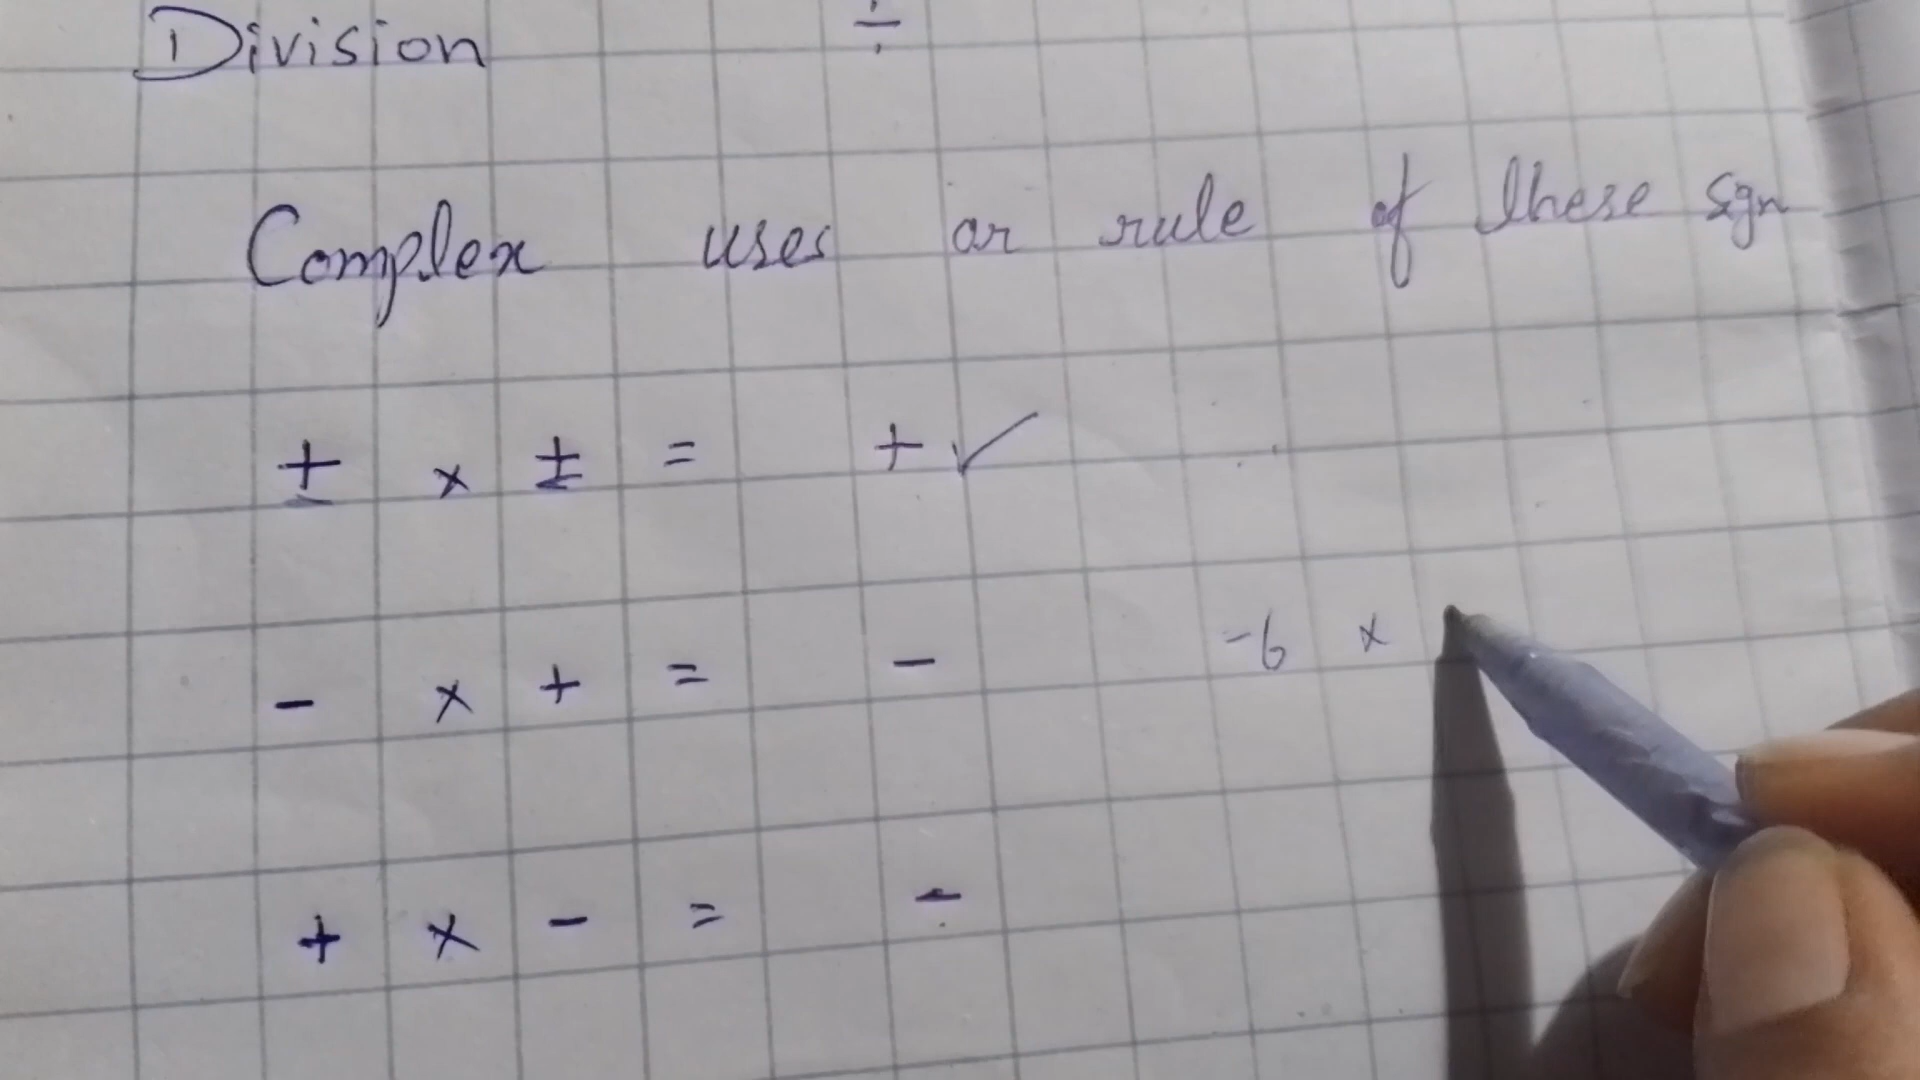 Division ÷
Complex uses or rule of these sign
± × ± = + ✓
- × + = - -6 ×
+ × - = -